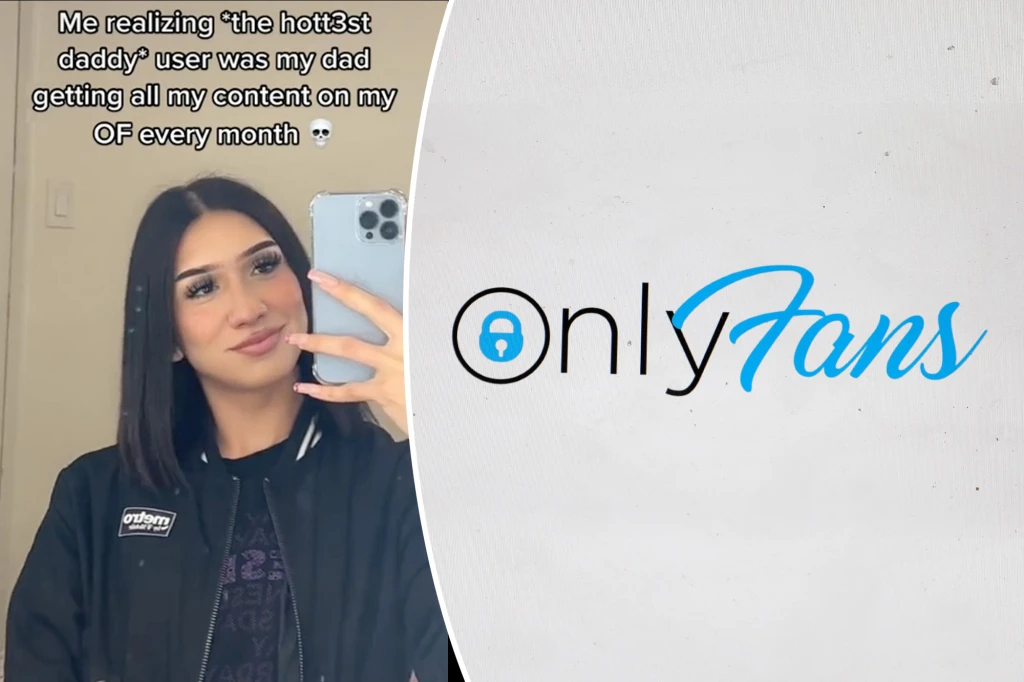 Me realizing *the hott3st
daddy* user was my dad
getting all my content on my
OF every month 💀
metro
OnlyFans